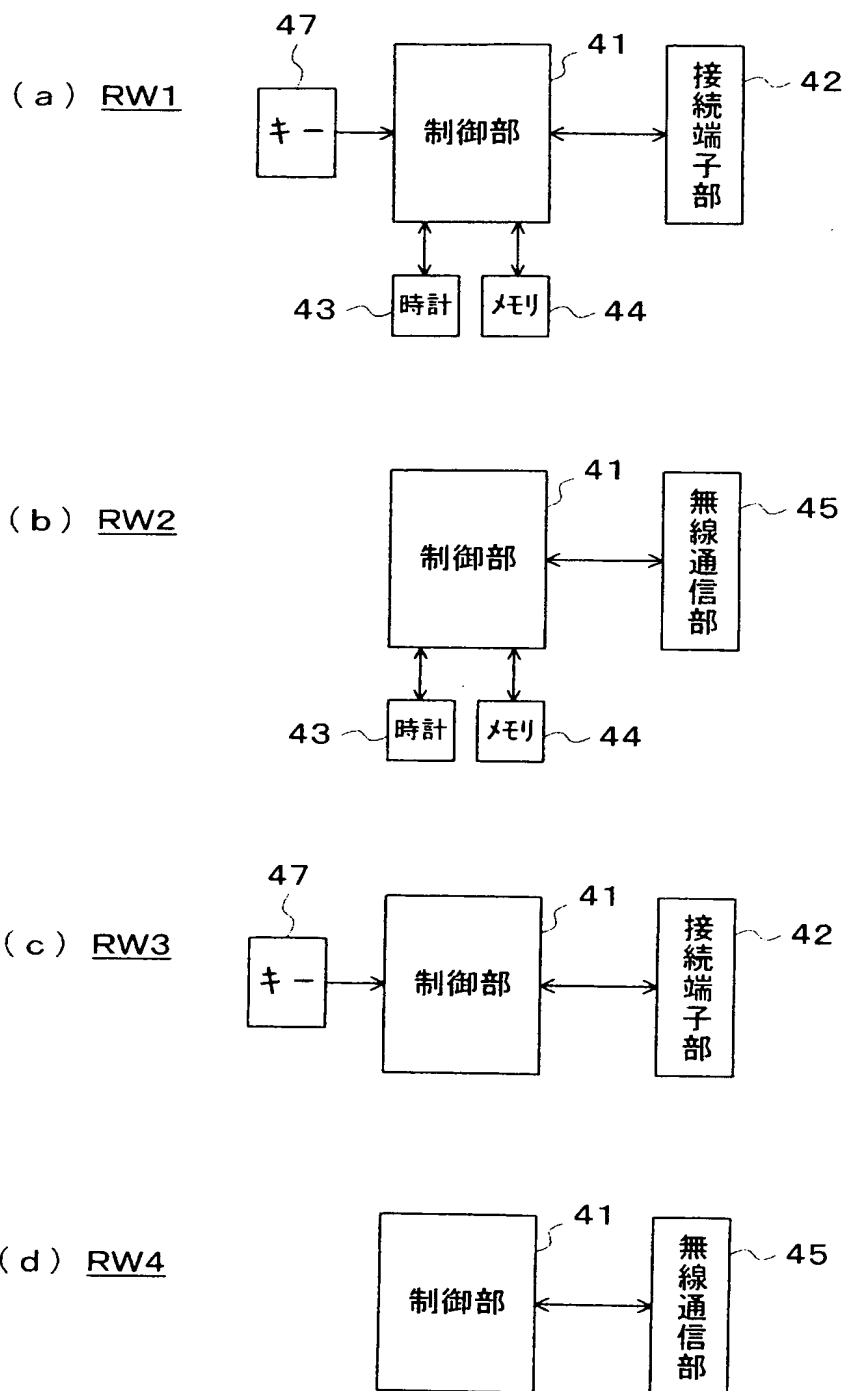 47
41
(a) RW1
キー
制御部
接続端子部
42
43
時計
メモリ
44
41
(b) RW2
制御部
無線通信部
45
43
時計
メモリ
44
47
41
(c) RW3
キー
制御部
接続端子部
42
41
(d) RW4
制御部
無線通信部
45